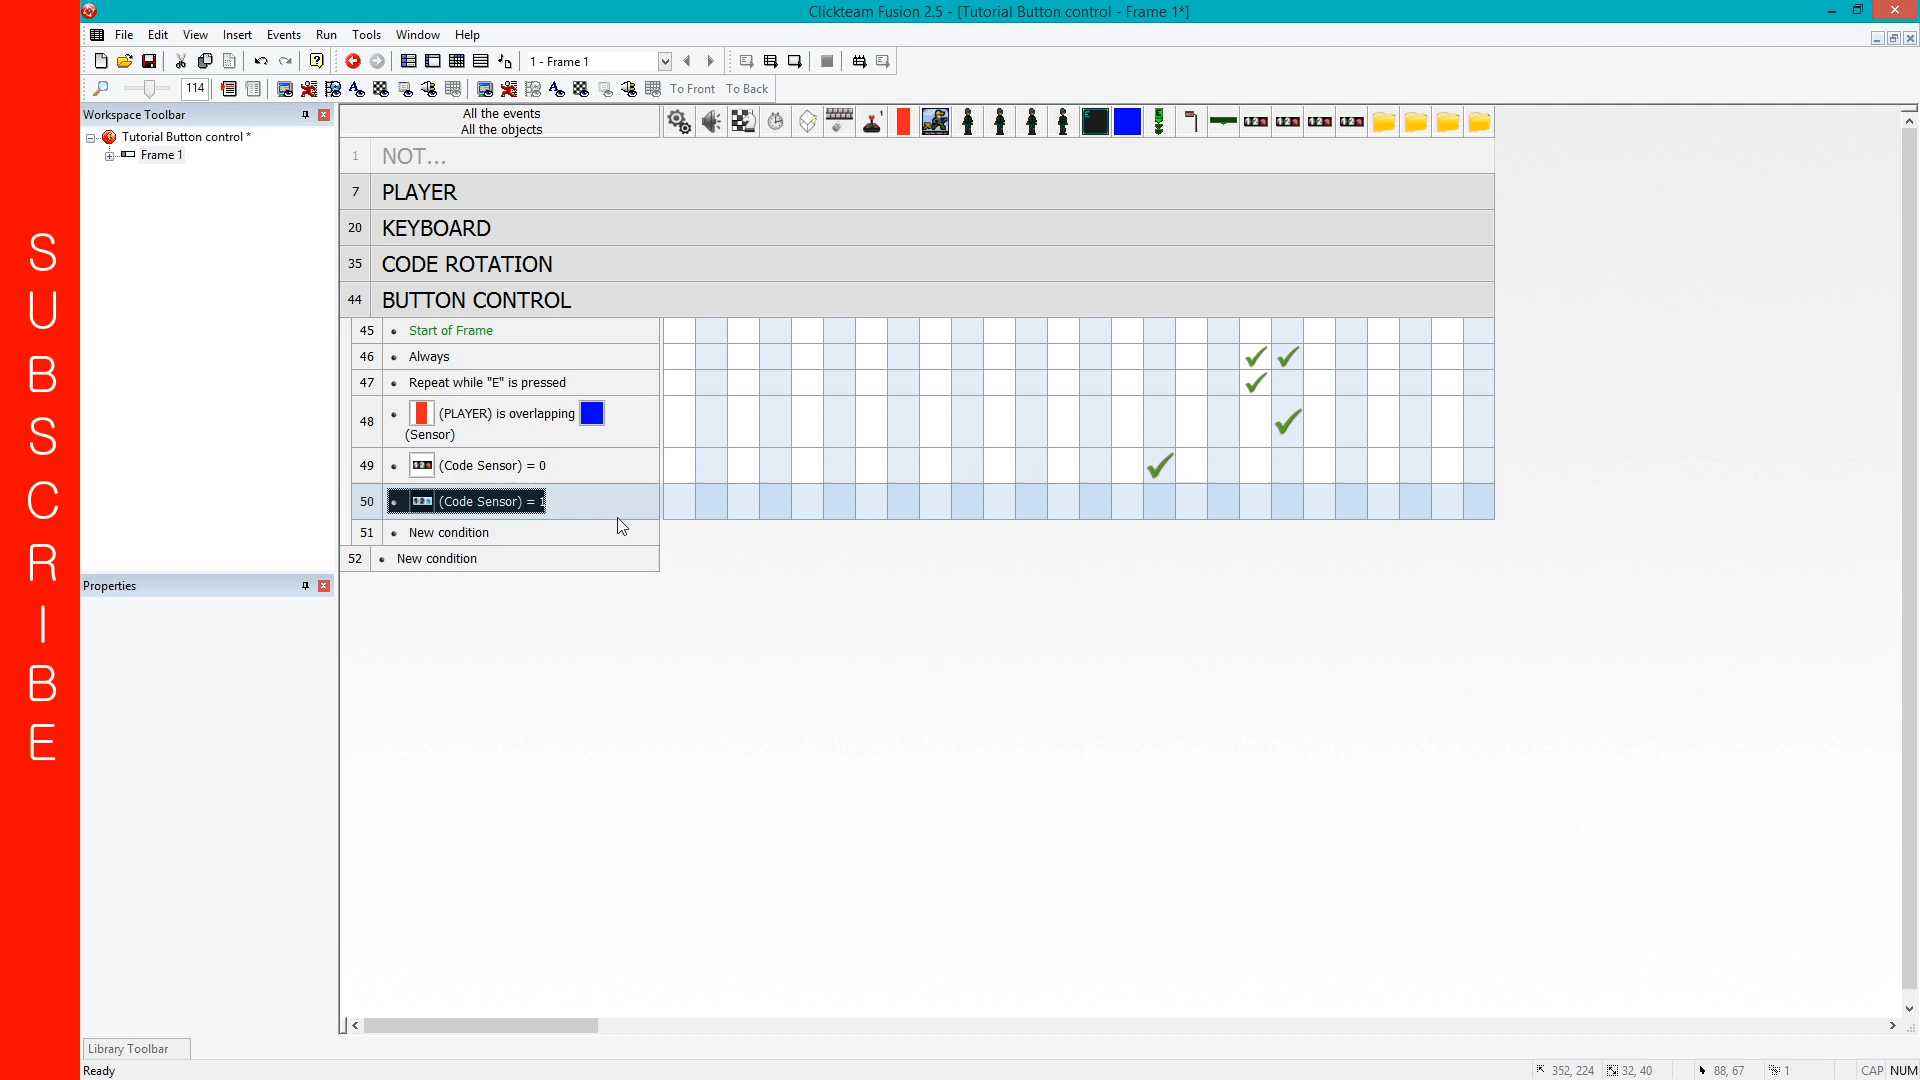 Clickteam Fusion 2.5 - [Tutorial Button control - Frame 1*]
File Edit View Insert Events Run Tools Window Help
1 - Frame 1
114 To Front To Back
Workspace Toolbar
Tutorial Button control *
Frame 1
Properties
Library Toolbar
All the events
All the objects
1 NOT...
7 PLAYER
20 KEYBOARD
35 CODE ROTATION
44 BUTTON CONTROL
45 • Start of Frame
46 • Always
47 • Repeat while "E" is pressed
48 • (PLAYER) is overlapping
(Sensor)
49 • (Code Sensor) = 0
50 • (Code Sensor) = 1
51 • New condition
52 • New condition
Ready 352, 224 32, 40 88, 67 1 CAP NUM
S
U
B
S
C
R
I
B
E